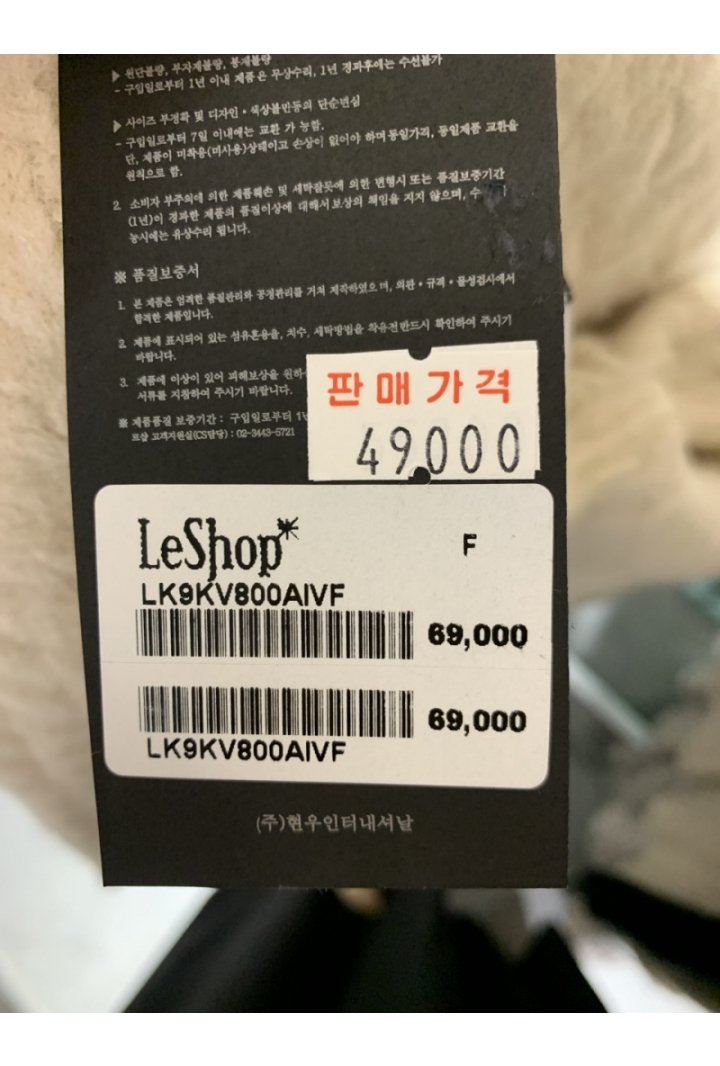 ▶ 원단불량, 부자재불량, 봉재불량
- 구입일로부터 1년 이내 제품은 무상수리, 1년 경과후에는 수선불가
▶ 사이즈 부정확 및 디자인·색상불만등의 단순변심
- 구입일로부터 7일 이내에는 교환 가능함.
단, 제품이 미착용(미사용)상태이고 손상이 없어야 하며 동일가격, 동일제품 교환을
원칙으로 함.
2. 소비자 부주의에 의한 제품훼손 및 세탁잘못에 의한 변형시 또는 품질보증기간
(1년)이 경과한 제품의 품질이상에 대해서 보상의 책임을 지지 않으며, 수
능시에는 유상수리 됩니다.
※ 품질보증서
1. 본 제품은 엄격한 품질관리와 공정관리를 거쳐 제작하였으며, 외관·규격·물성검사에서
합격한 제품입니다.
2. 제품에 표시되어 있는 섬유혼용율, 치수, 세탁방법을 착용전 반드시 확인하여 주시기
바랍니다.
3. 제품에 이상이 있어 피해보상을 원하
서류를 지참하여 주시기 바랍니다.
※ 제품품질 보증기간 : 구입일로부터 1년
르샵 고객지원실(CS담당) : 02-3443-5721
판매가격
49000
LeShop* F
LK9KV800AIVF
69,000
69,000
LK9KV800AIVF
(주)현우인터내셔날